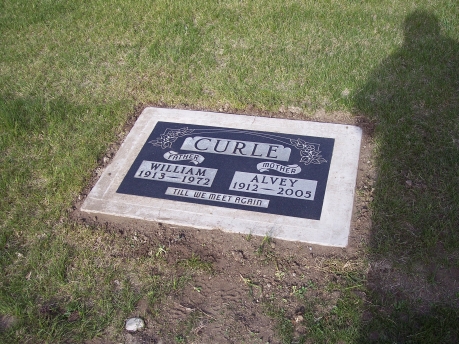 CURLE
FATHER MOTHER
WILLIAM ALVEY
1913—1972 1912—2005
TILL WE MEET AGAIN